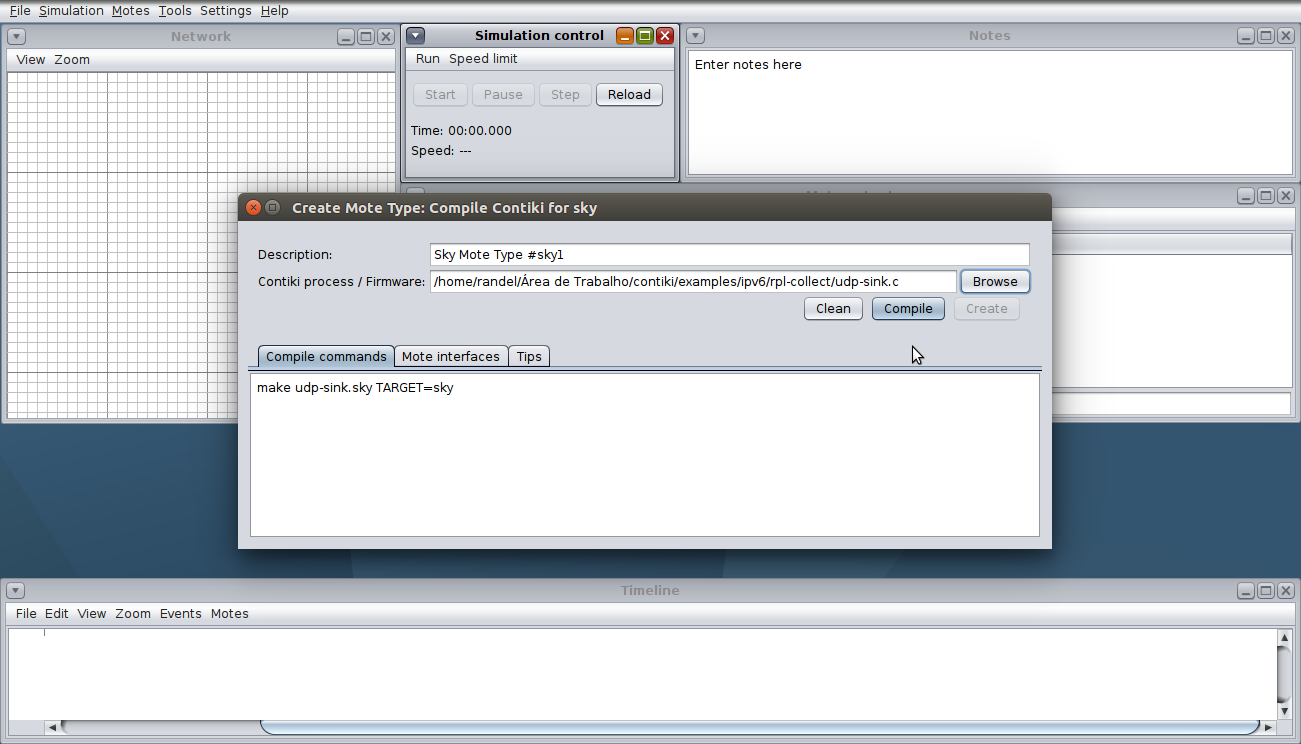 File Simulation Motes Tools Settings Help
Network
View Zoom
Simulation control
Run Speed limit
Start Pause Step Reload
Time: 00:00.000
Speed: ---
Notes
Enter notes here
Create Mote Type: Compile Contiki for sky
Description: Sky Mote Type #sky1
Contiki process / Firmware: /home/randel/Área de Trabalho/contiki/examples/ipv6/rpl-collect/udp-sink.c Browse
Clean Compile Create
Compile commands Mote interfaces Tips
make udp-sink.sky TARGET=sky
Timeline
File Edit View Zoom Events Motes